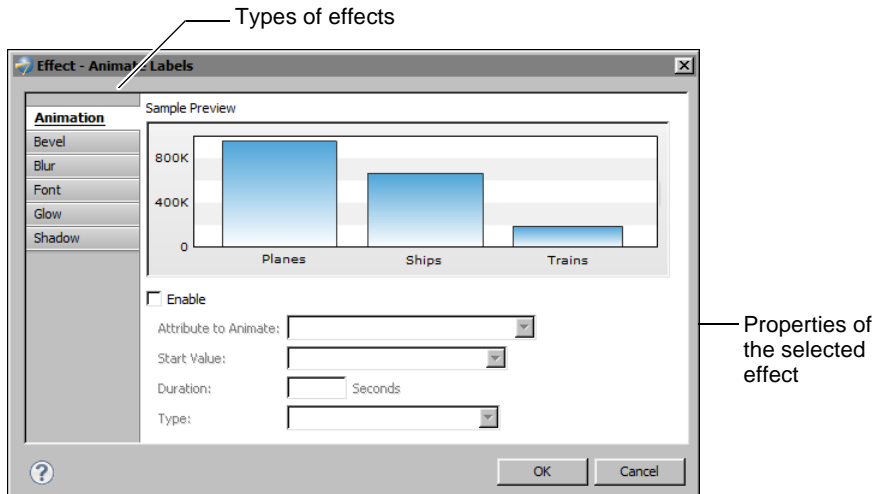 Types of effects
Effect - Animate Labels
Animation
Bevel
Blur
Font
Glow
Shadow
Sample Preview
800K
400K
0
Planes
Ships
Trains
Enable
Attribute to Animate:
Start Value:
Duration:
Seconds
Type:
Properties of
the selected
effect
?
OK
Cancel